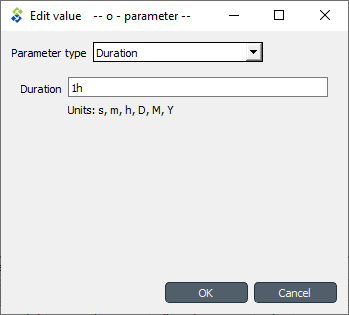 Edit value -- o - parameter --
Parameter type Duration
Duration 1h
Units: s, m, h, D, M, Y
OK Cancel